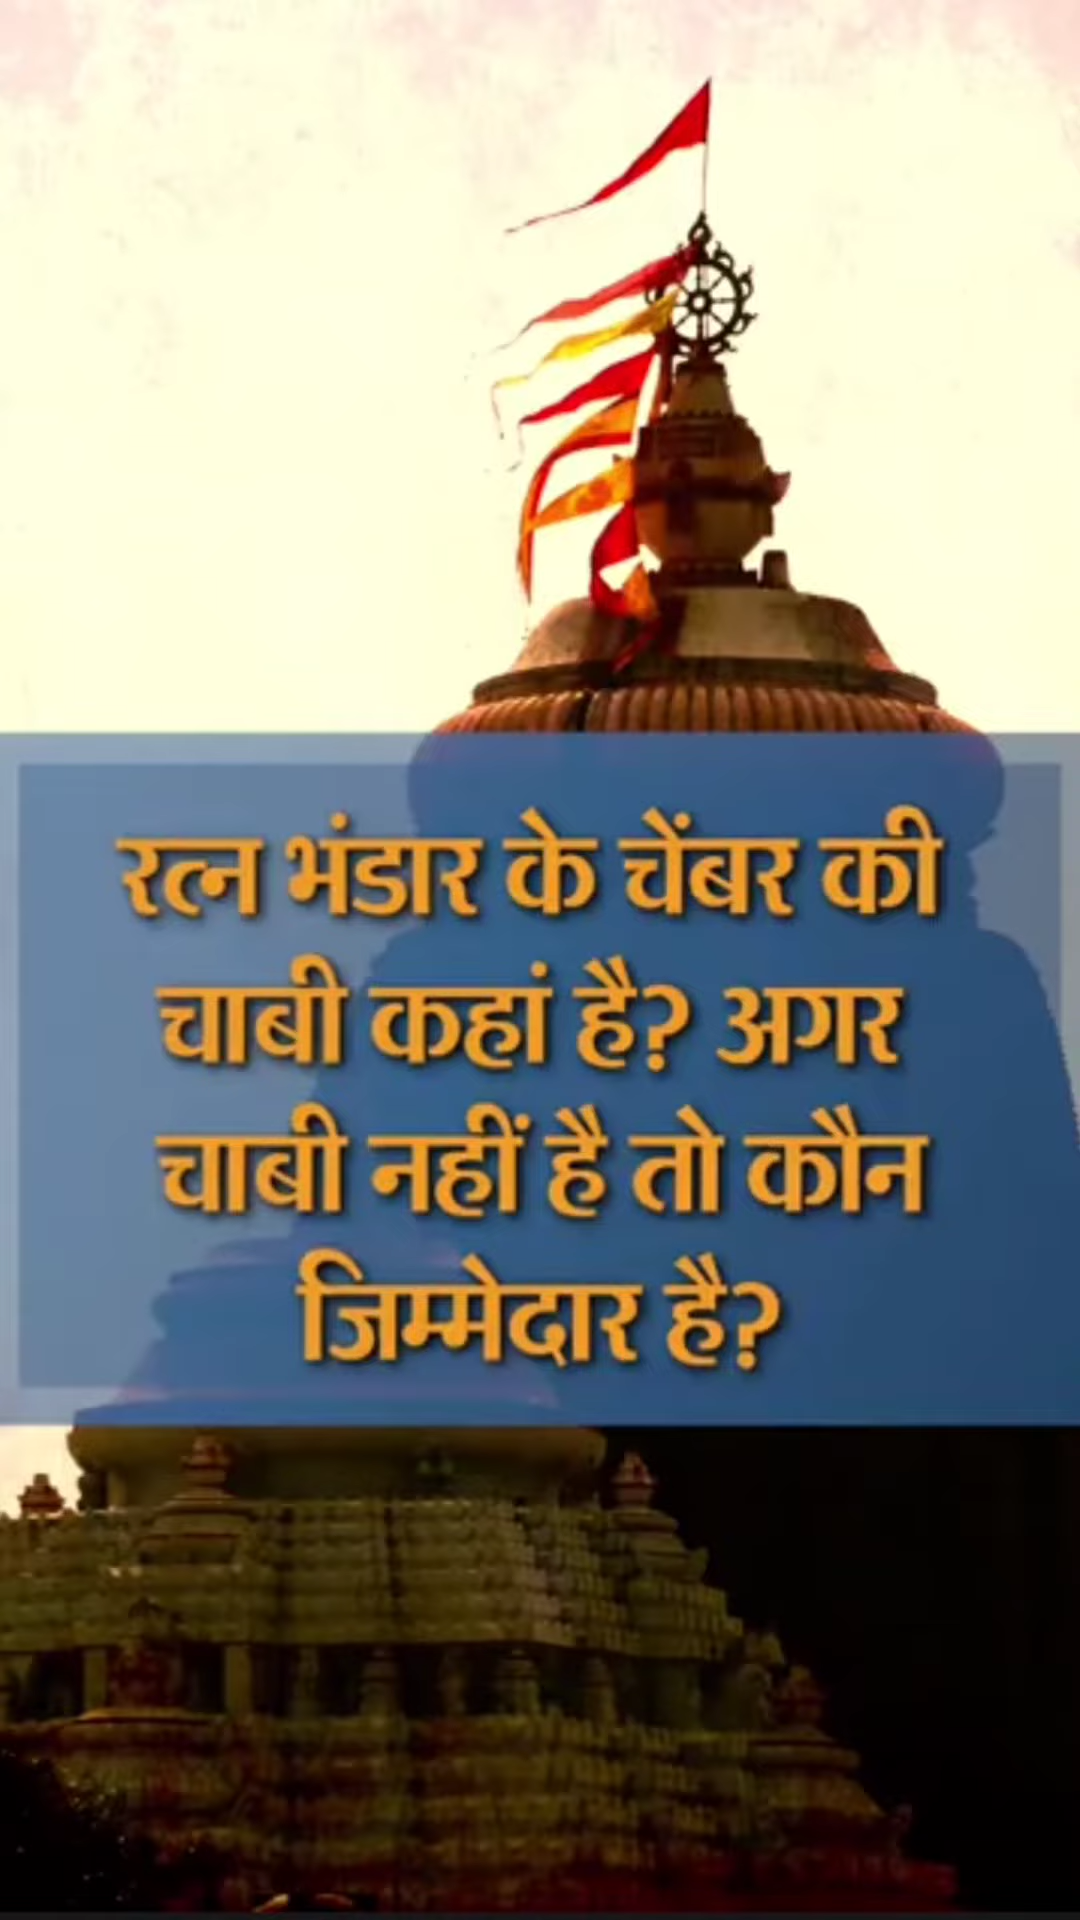 रत्न भंडार के चेंबर की
चाबी कहां है? अगर
चाबी नहीं है तो कौन
जिम्मेदार है?